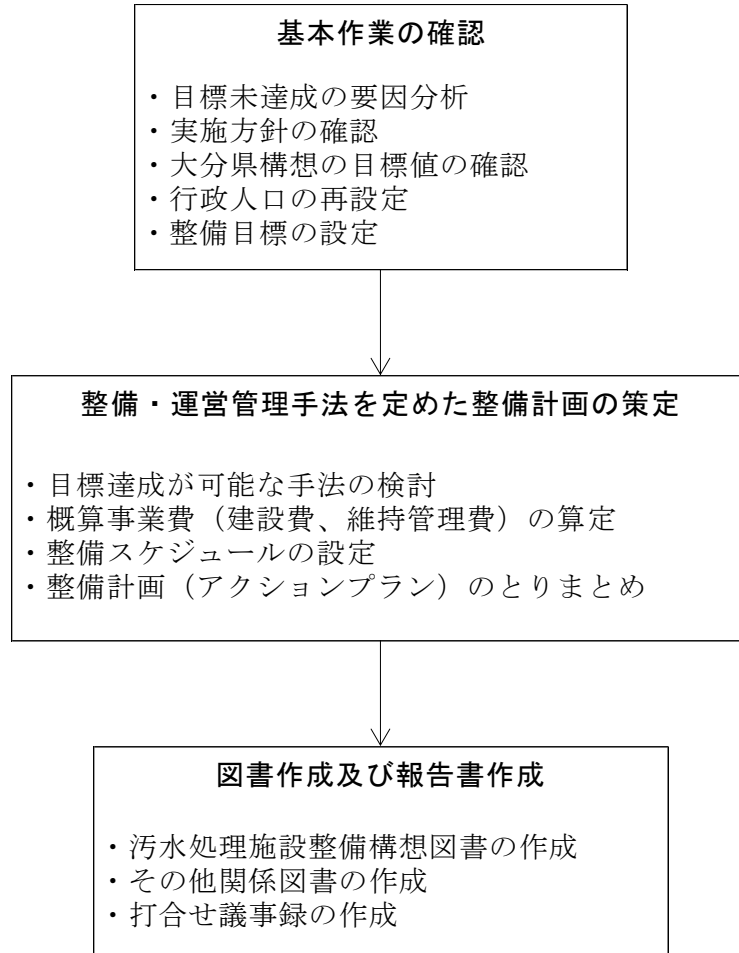 基本作業の確認
・目標未達成の要因分析
・実施方針の確認
・大分県構想の目標値の確認
・行政人口の再設定
・整備目標の設定
整備・運営管理手法を定めた整備計画の策定
・目標達成が可能な手法の検討
・概算事業費（建設費、維持管理費）の算定
・整備スケジュールの設定
・整備計画（アクションプラン）のとりまとめ
図書作成及び報告書作成
・汚水処理施設整備構想図書の作成
・その他関係図書の作成
・打合せ議事録の作成